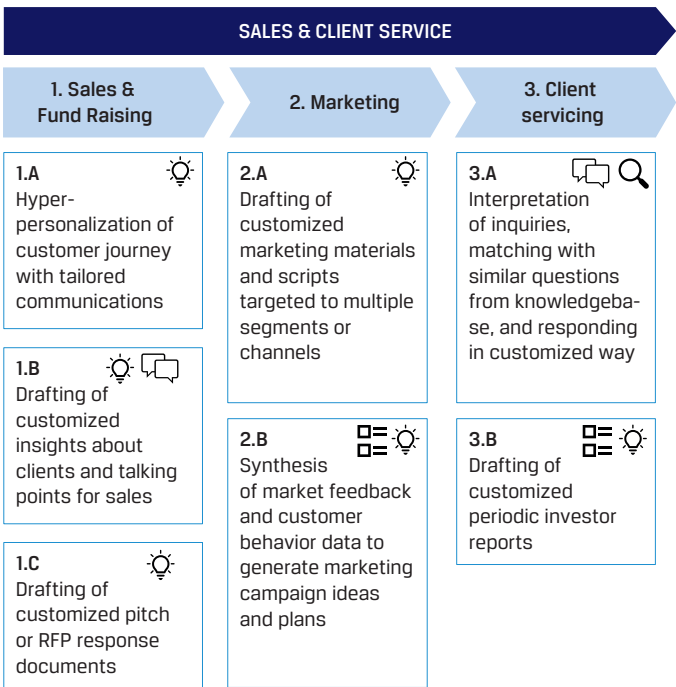 SALES & CLIENT SERVICE
1. Sales &
Fund Raising
2. Marketing
3. Client
servicing
1.A
Hyper-
personalization of
customer journey
with tailored
communications
1.B
Drafting of
customized
insights about
clients and talking
points for sales
1.C
Drafting of
customized pitch
or RFP response
documents
2.A
Drafting of
customized
marketing materials
and scripts
targeted to multiple
segments or
channels
2.B
Synthesis
of market feedback
and customer
behavior data to
generate marketing
campaign ideas
and plans
3.A
Interpretation
of inquiries,
matching with
similar questions
from knowledgeba-
se, and responding
in customized way
3.B
Drafting of
customized
periodic investor
reports